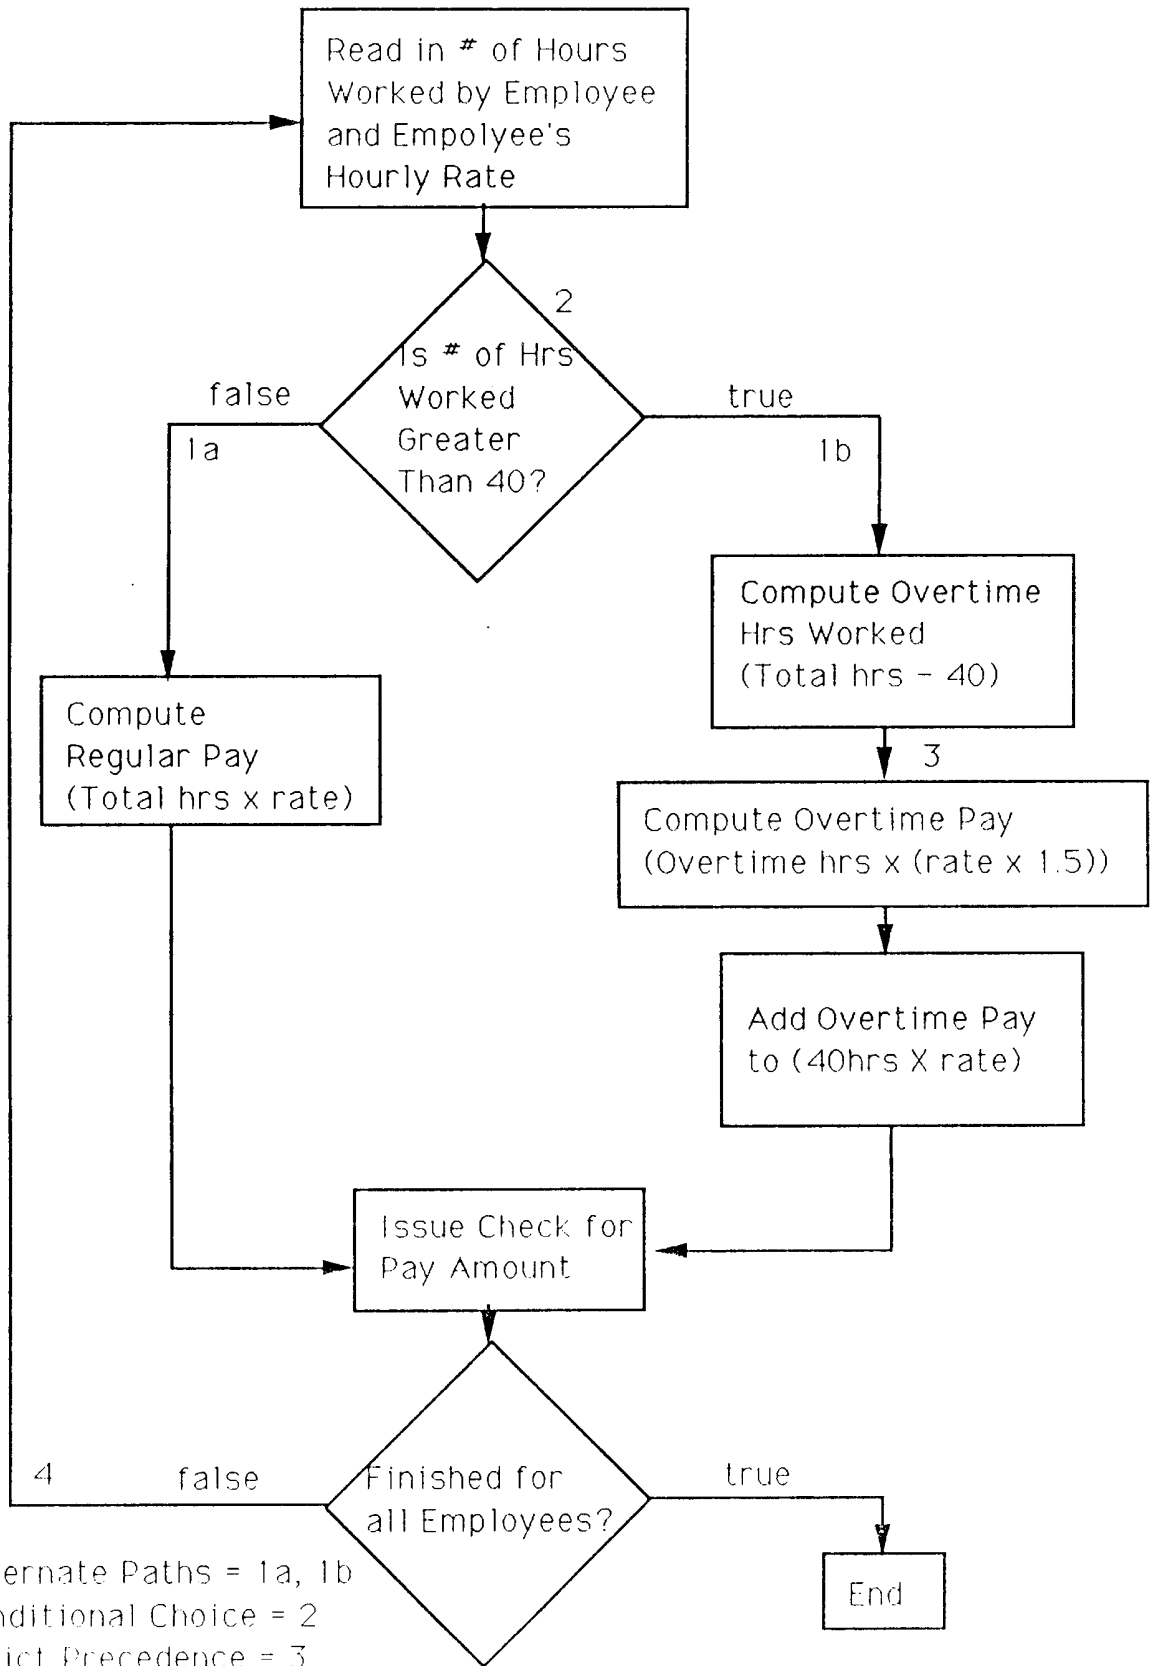 Read in # of Hours
Worked by Employee
and Empolyee's
Hourly Rate
2
Is # of Hrs
Worked
Greater
Than 40?
false
true
1a
1b
Compute Overtime
Hrs Worked
(Total hrs - 40)
Compute
Regular Pay
(Total hrs x rate)
3
Compute Overtime Pay
(Overtime hrs x (rate x 1.5))
Add Overtime Pay
to (40hrs X rate)
Issue Check for
Pay Amount
4
false
Finished for
all Employees?
true
End
ernate Paths = 1a, 1b
nditional Choice = 2
ict Precedence = 3